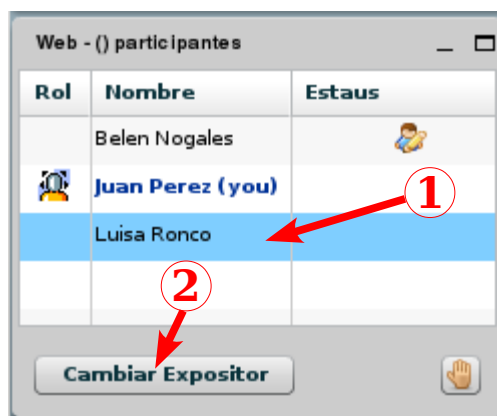 Web - () participantes
Rol Nombre Estaus
Belen Nogales
Juan Perez (you)
1
Luisa Ronco
2
Cambiar Expositor